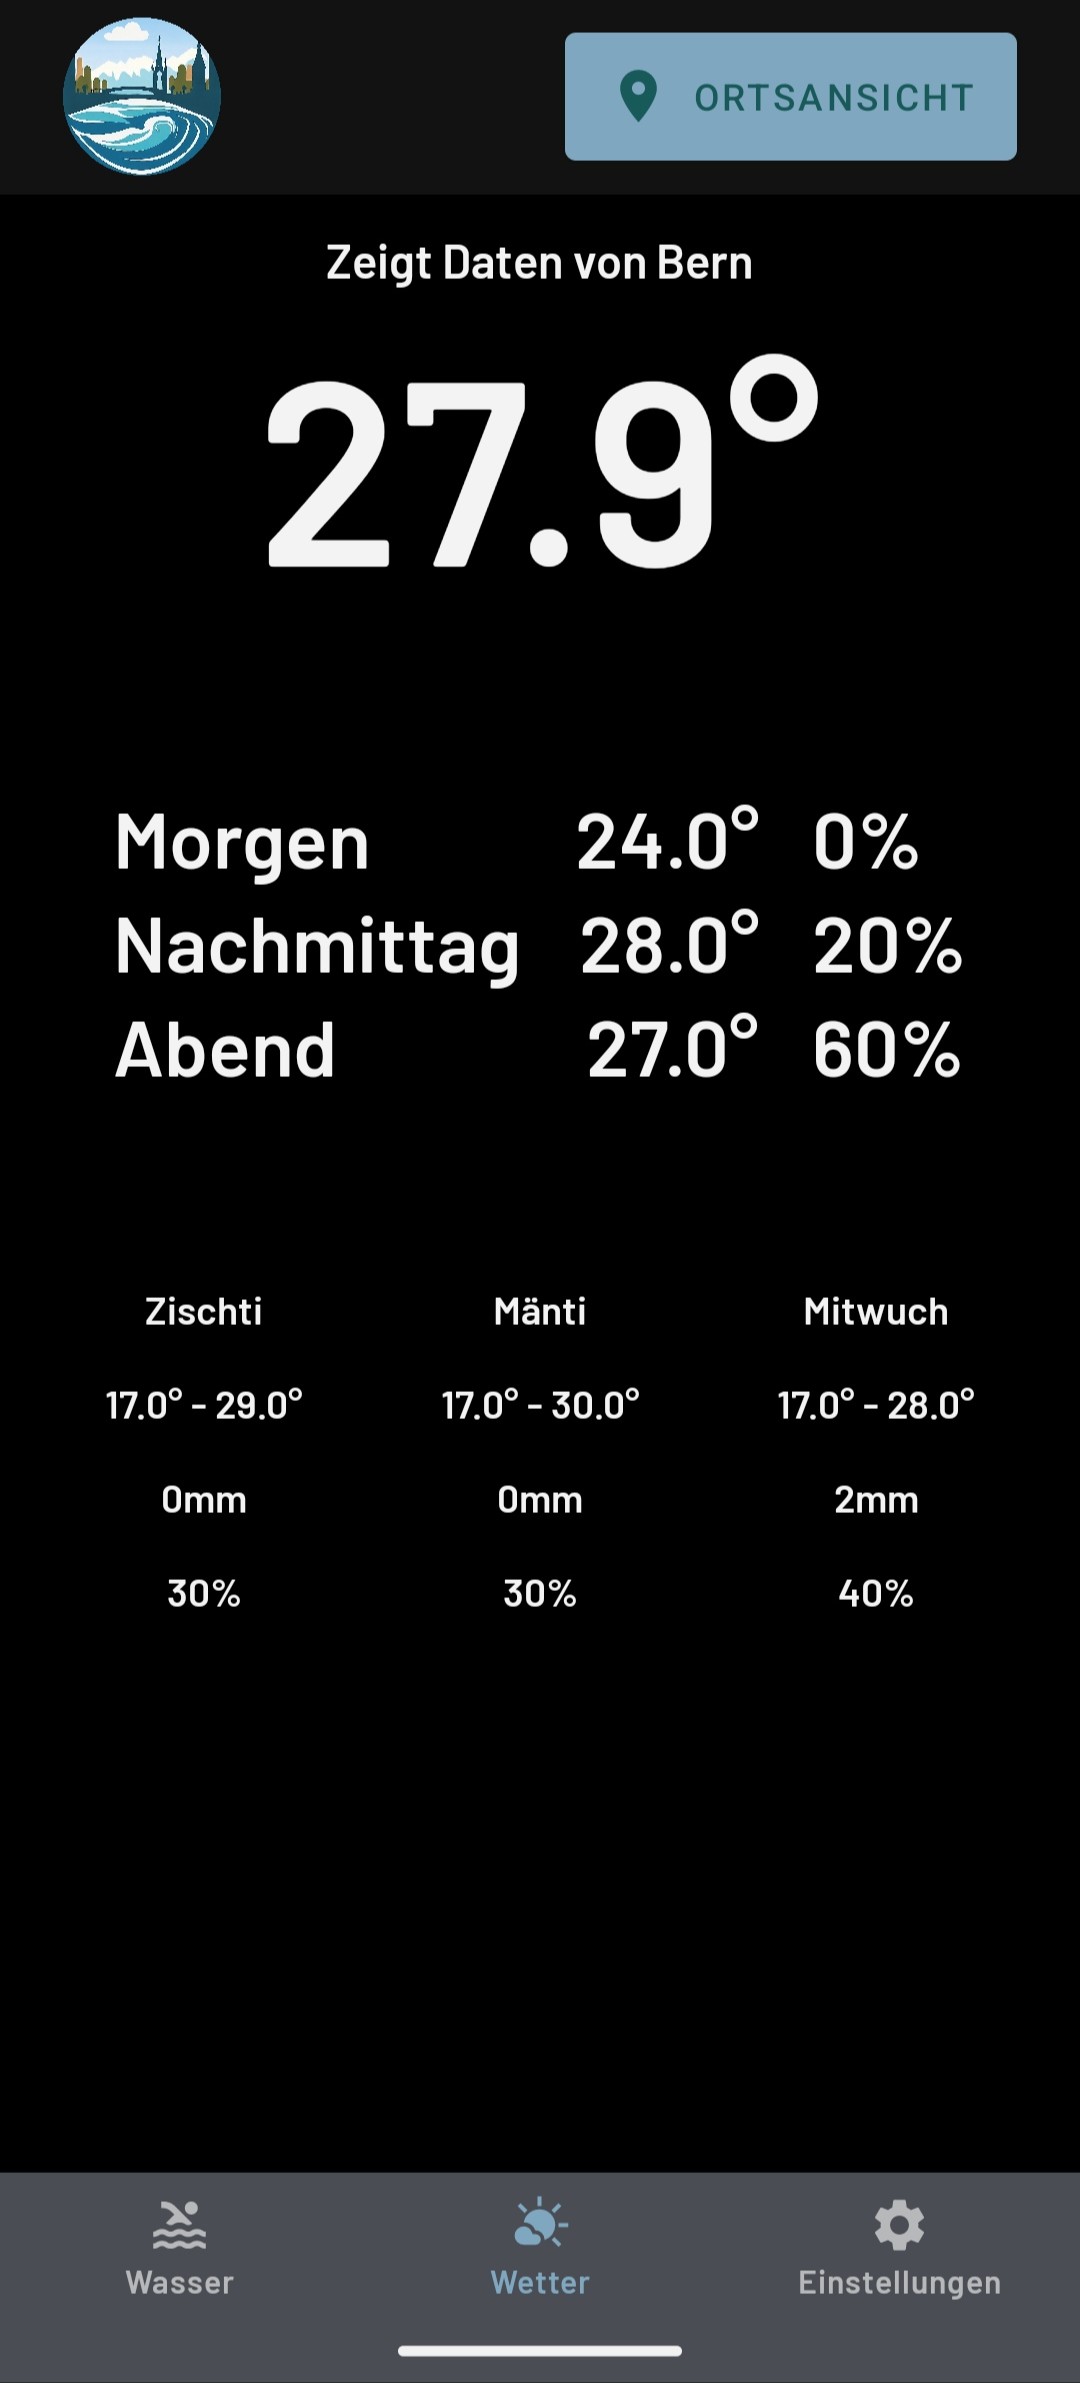 ORTSANSICHT
Zeigt Daten von Bern
27.9°
Morgen 24.0° 0%
Nachmittag 28.0° 20%
Abend 27.0° 60%
Zischti Mänti Mitwuch
17.0° - 29.0° 17.0° - 30.0° 17.0° - 28.0°
0mm 0mm 2mm
30% 30% 40%
Wasser Wetter Einstellungen